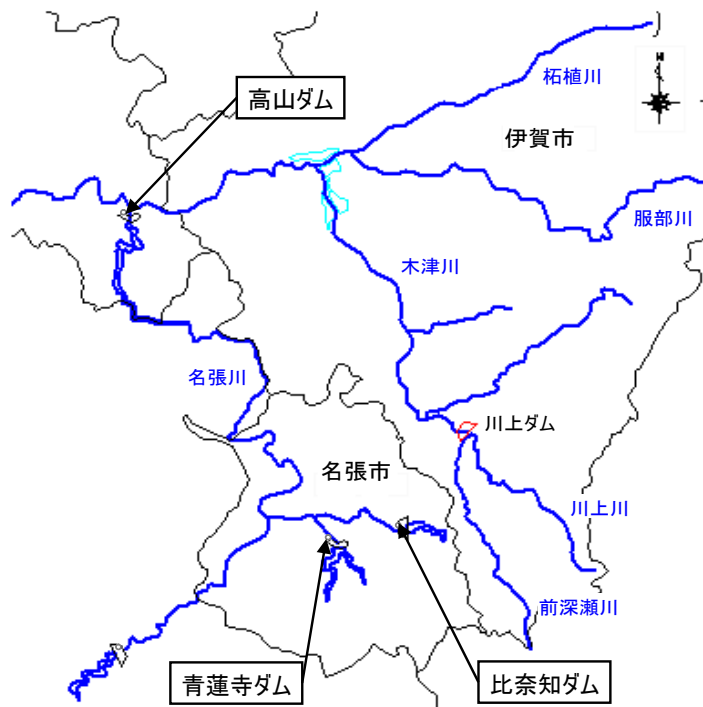 高山ダム
柘植川
N
伊賀市
服部川
木津川
名張川
川上ダム
名張市
川上川
前深瀬川
青蓮寺ダム
比奈知ダム